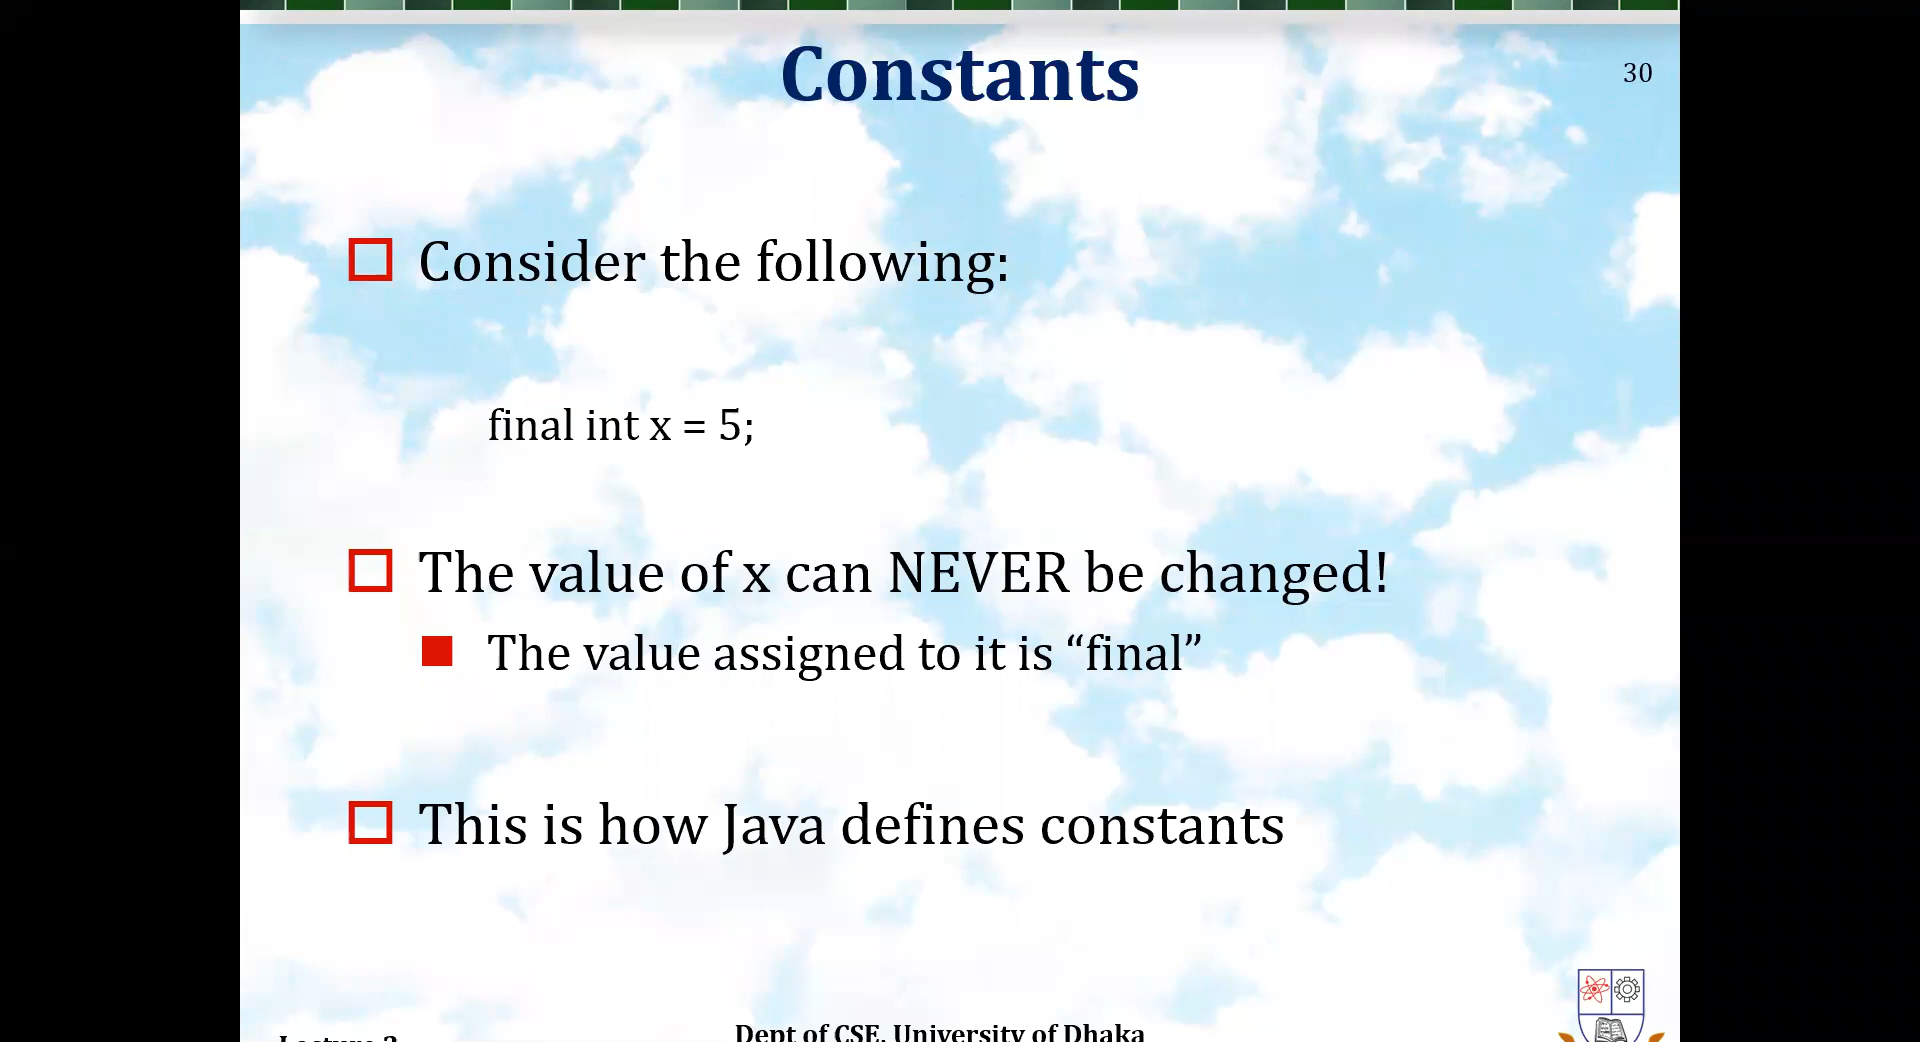 Constants
30
Consider the following:
final int x = 5;
The value of x can NEVER be changed!
The value assigned to it is “final”
This is how Java defines constants
Dept of CSE, University of Dhaka